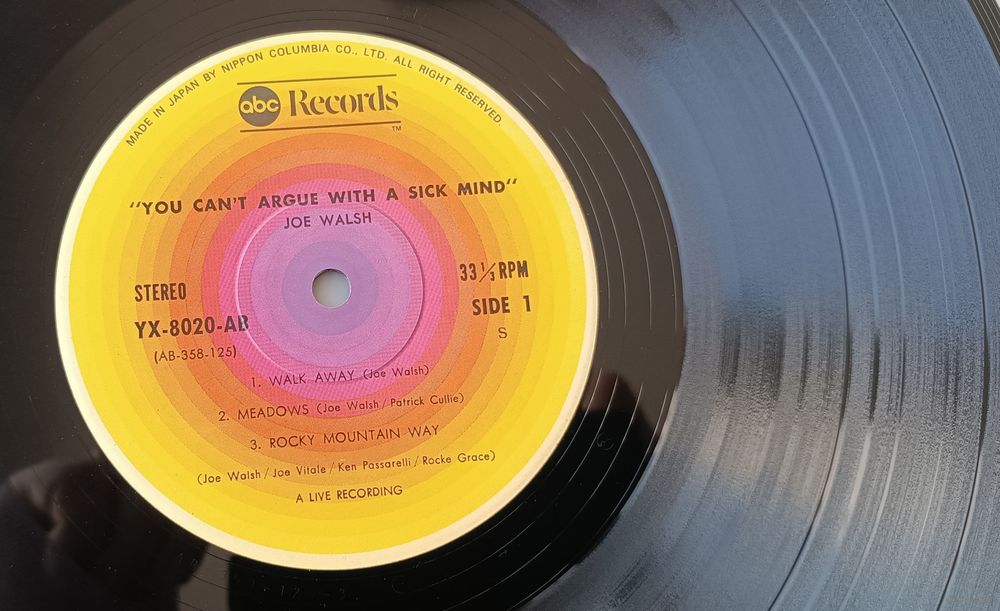 MADE IN JAPAN BY NIPPON COLUMBIA CO., LTD. ALL RIGHT RESERVED.
abc Records
TM
"YOU CAN'T ARGUE WITH A SICK MIND"
JOE WALSH
STEREO
33⅓ RPM
YX-8020-AB
SIDE 1
(AB-358-125)
S
1. WALK AWAY (Joe Walsh)
2. MEADOWS (Joe Walsh / Patrick Cullie)
3. ROCKY MOUNTAIN WAY
(Joe Walsh / Joe Vitale / Ken Passarelli / Rocke Grace)
A LIVE RECORDING